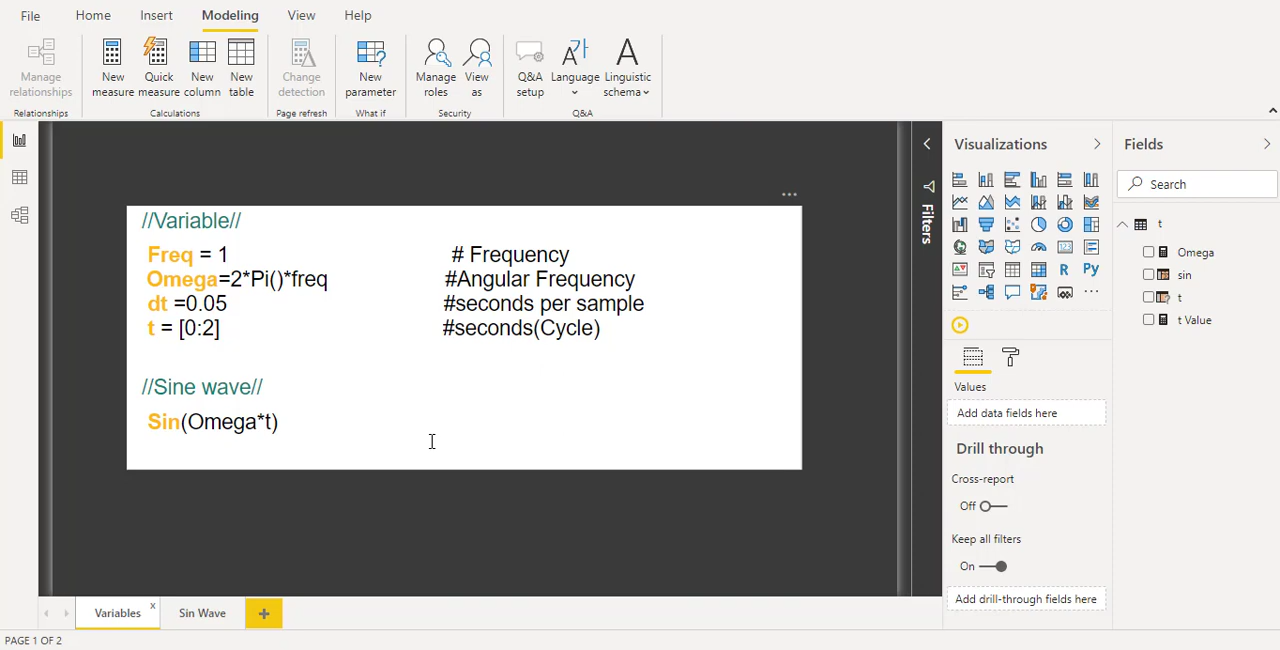 File Home Insert Modeling View Help
Manage relationships
New measure
Quick measure
New column
New table
Change detection
New parameter
Manage roles
View as
Q&A setup
Language
Linguistic schema
Relationships Calculations Page refresh What if Security Q&A
//Variable//
Freq = 1 # Frequency
Omega=2*Pi()*freq #Angular Frequency
dt =0.05 #seconds per sample
t = [0:2] #seconds(Cycle)
//Sine wave//
Sin(Omega*t)
Filters
Visualizations
R Py
Values
Add data fields here
Drill through
Cross-report
Off
Keep all filters
On
Add drill-through fields here
Fields
Search
t
Omega
sin
t
t Value
Variables x Sin Wave +
PAGE 1 OF 2